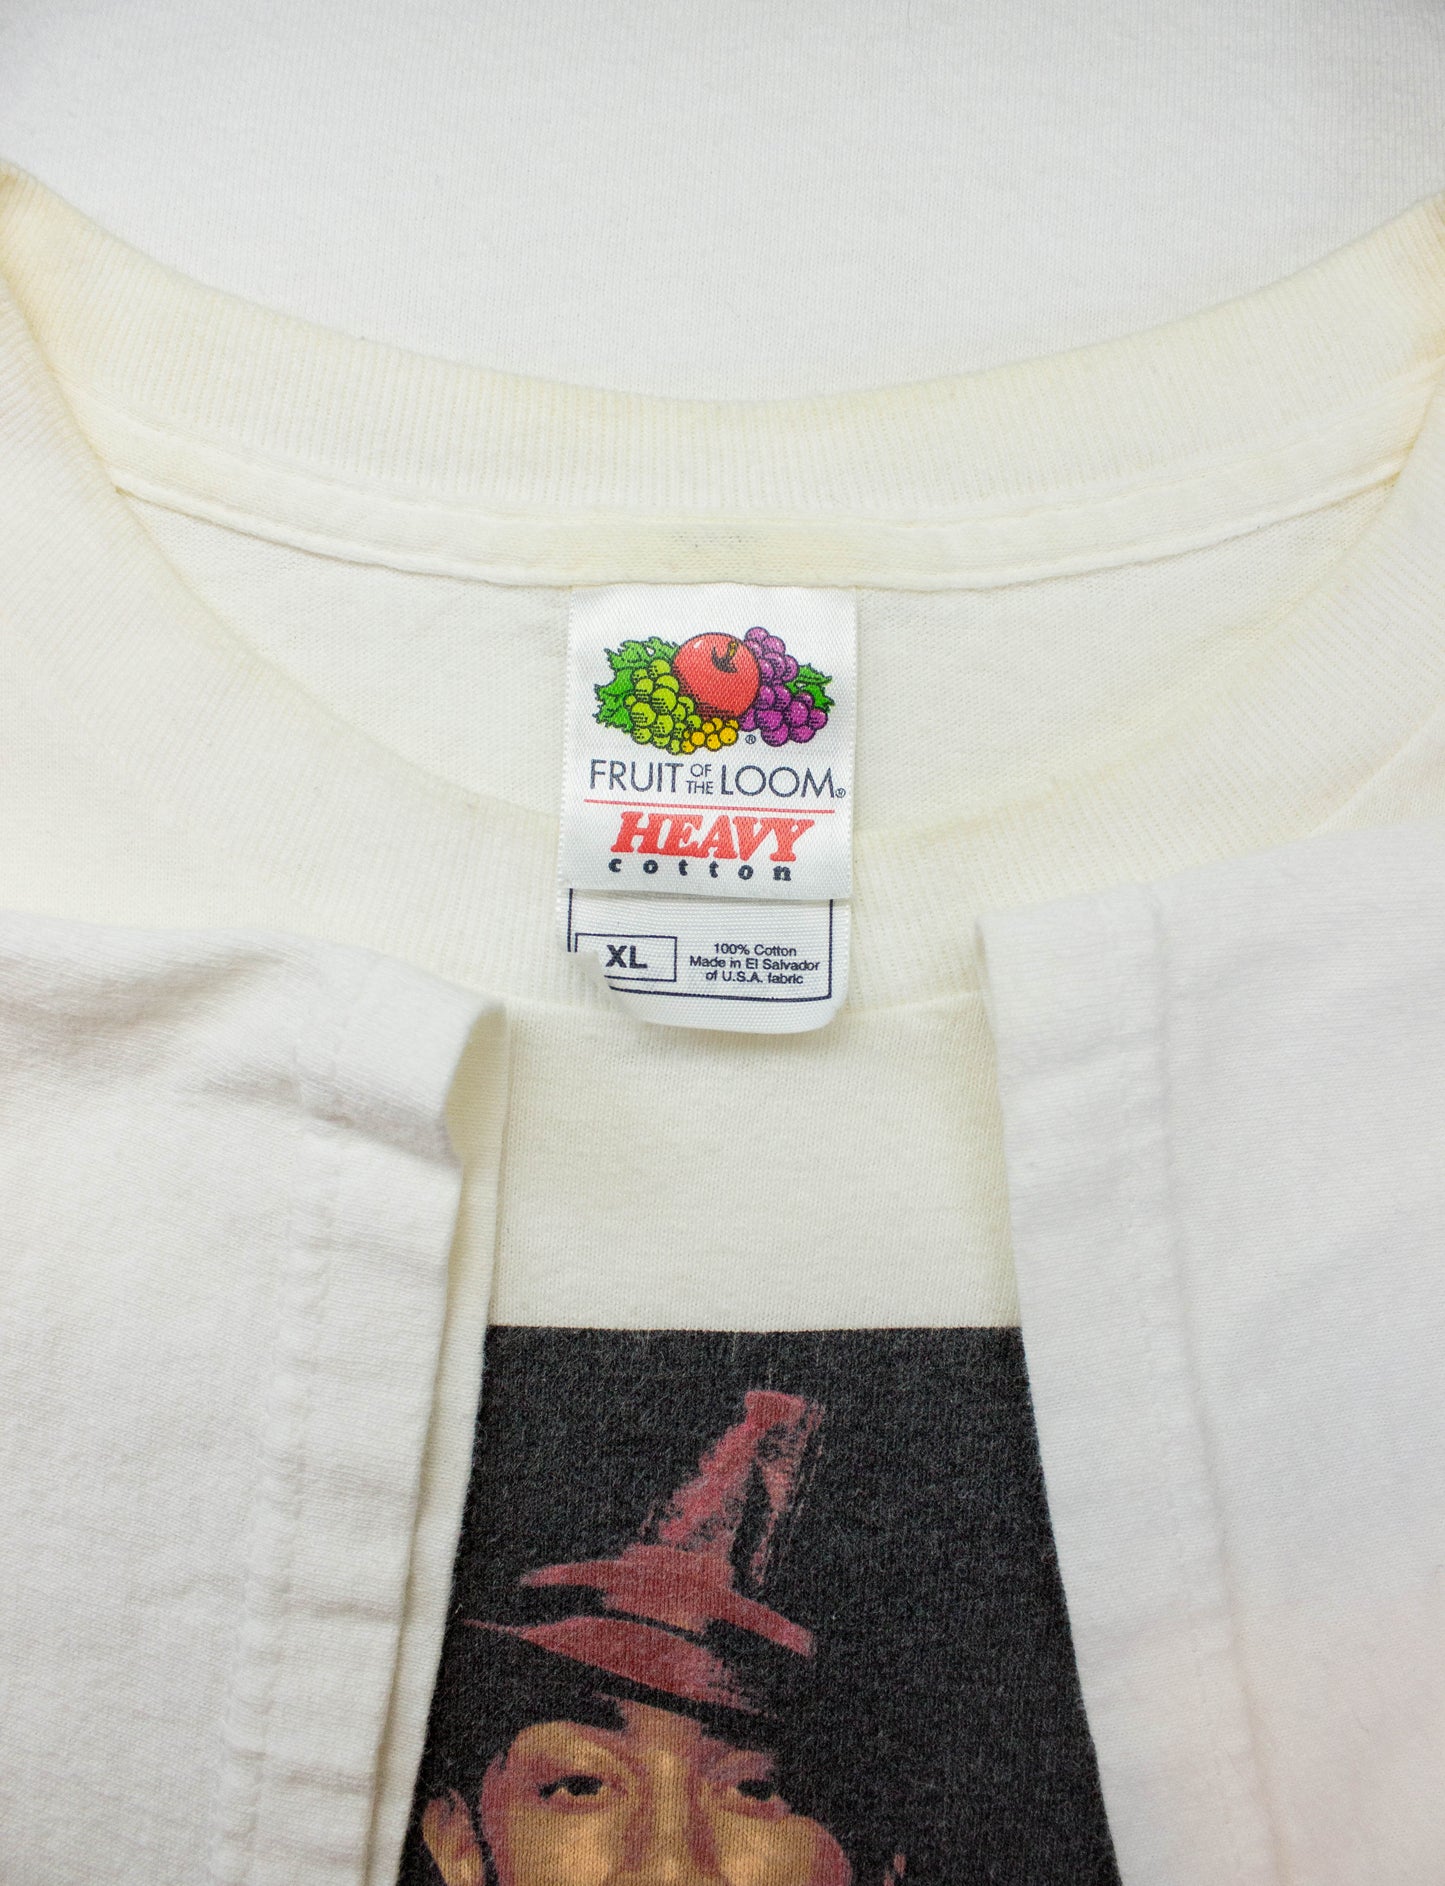 ®
FRUIT OF THE LOOM®
HEAVY
cotton
XL
100% Cotton
Made in El Salvador
of U.S.A. fabric